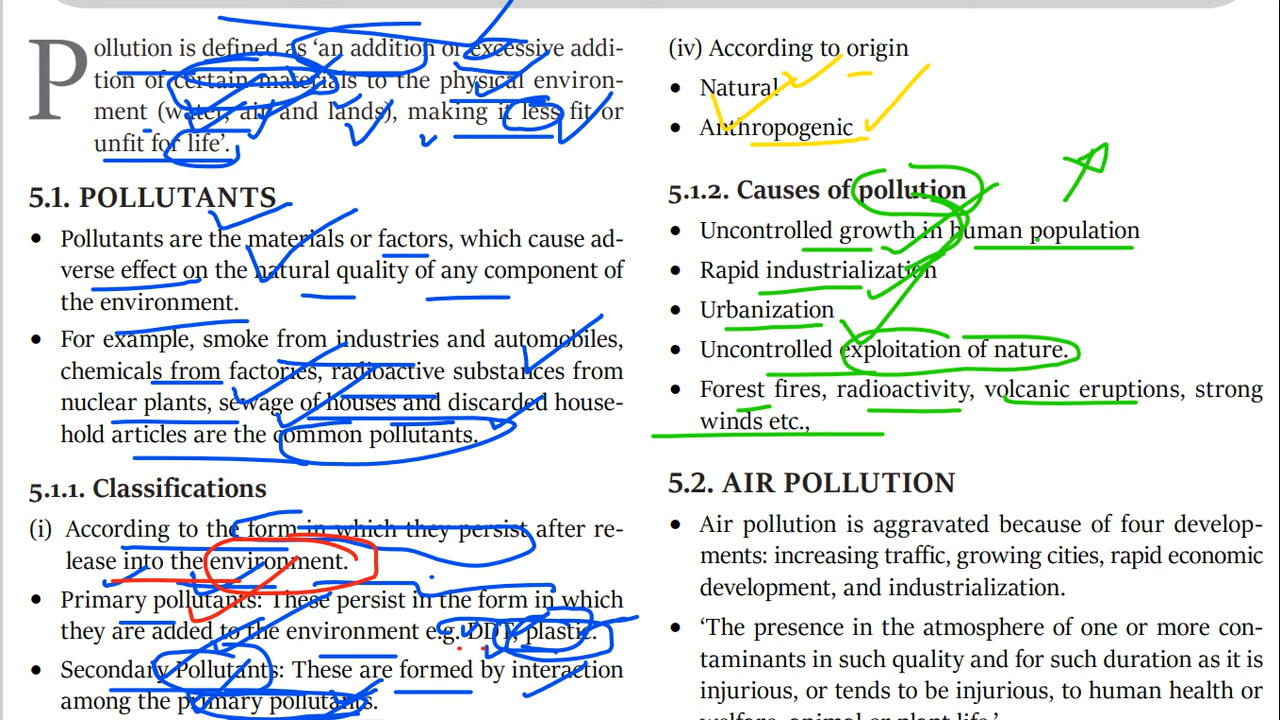 Pollution is defined as ‘an addition or excessive addi-
tion of certain materials to the physical environ-
ment (water, air and lands), making it less fit or
unfit for life’.
5.1. POLLUTANTS
• Pollutants are the materials or factors, which cause ad-
verse effect on the natural quality of any component of
the environment.
• For example, smoke from industries and automobiles,
chemicals from factories, radioactive substances from
nuclear plants, sewage of houses and discarded house-
hold articles are the common pollutants.
5.1.1. Classifications
(i) According to the form in which they persist after re-
lease into the environment.
• Primary pollutants: These persist in the form in which
they are added to the environment e.g. DDT, plastic.
• Secondary Pollutants: These are formed by interaction
among the primary pollutants.
(iv) According to origin
• Natural
• Anthropogenic
5.1.2. Causes of pollution
• Uncontrolled growth in human population
• Rapid industrialization
• Urbanization
• Uncontrolled exploitation of nature.
• Forest fires, radioactivity, volcanic eruptions, strong
winds etc.,
5.2. AIR POLLUTION
• Air pollution is aggravated because of four develop-
ments: increasing traffic, growing cities, rapid economic
development, and industrialization.
• ‘The presence in the atmosphere of one or more con-
taminants in such quality and for such duration as it is
injurious, or tends to be injurious, to human health or
welfare, animal or plant life.’